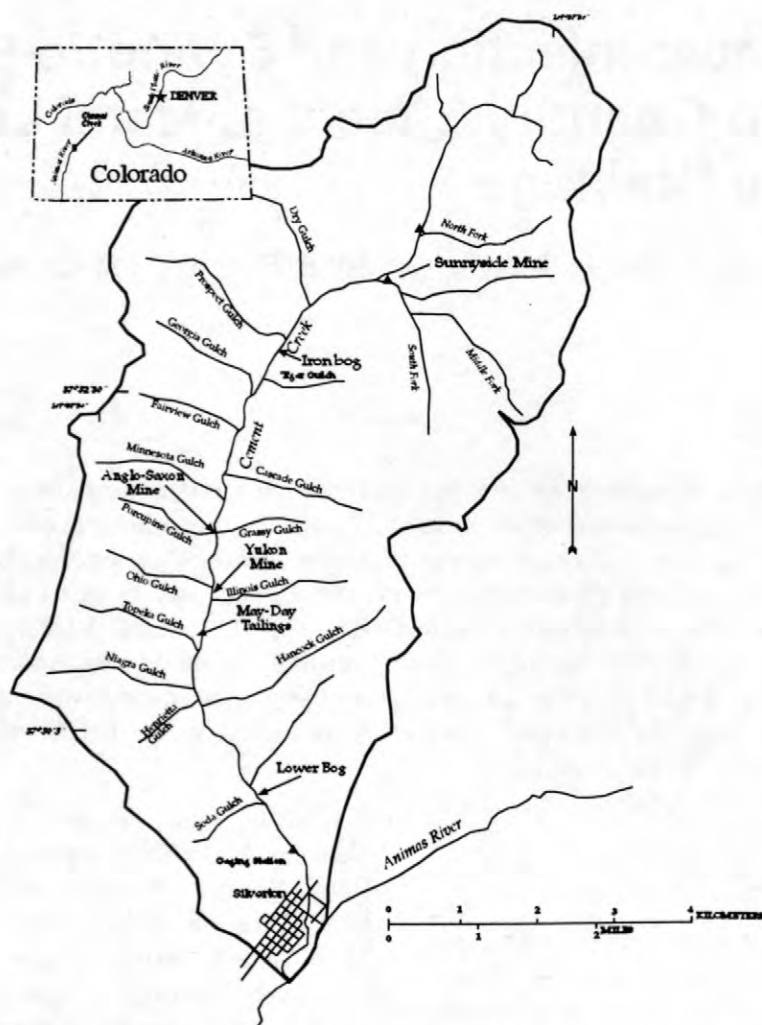 DENVER
Colorado
Arkansas River
Dry Gulch
North Fork
Sunnyside Mine
Prospect Gulch
Creek
Georgia Gulch
Iron bog
Tiger Gulch
South Fork
Middle Fork
Fairview Gulch
Cement
Minnesota Gulch
Cascade Gulch
N
Anglo-Saxon
Mine
Porcupine Gulch
Grassy Gulch
Yukon
Mine
Ohio Gulch
Illinois Gulch
Topeka Gulch
May-Day
Tailings
Hancock Gulch
Niagra Gulch
Henrietta
Gulch
Lower Bog
Soda Gulch
Gaging Station
Animas River
Silverton
0 1 2 3 4 KILOMETERS
0 1 2 MILES